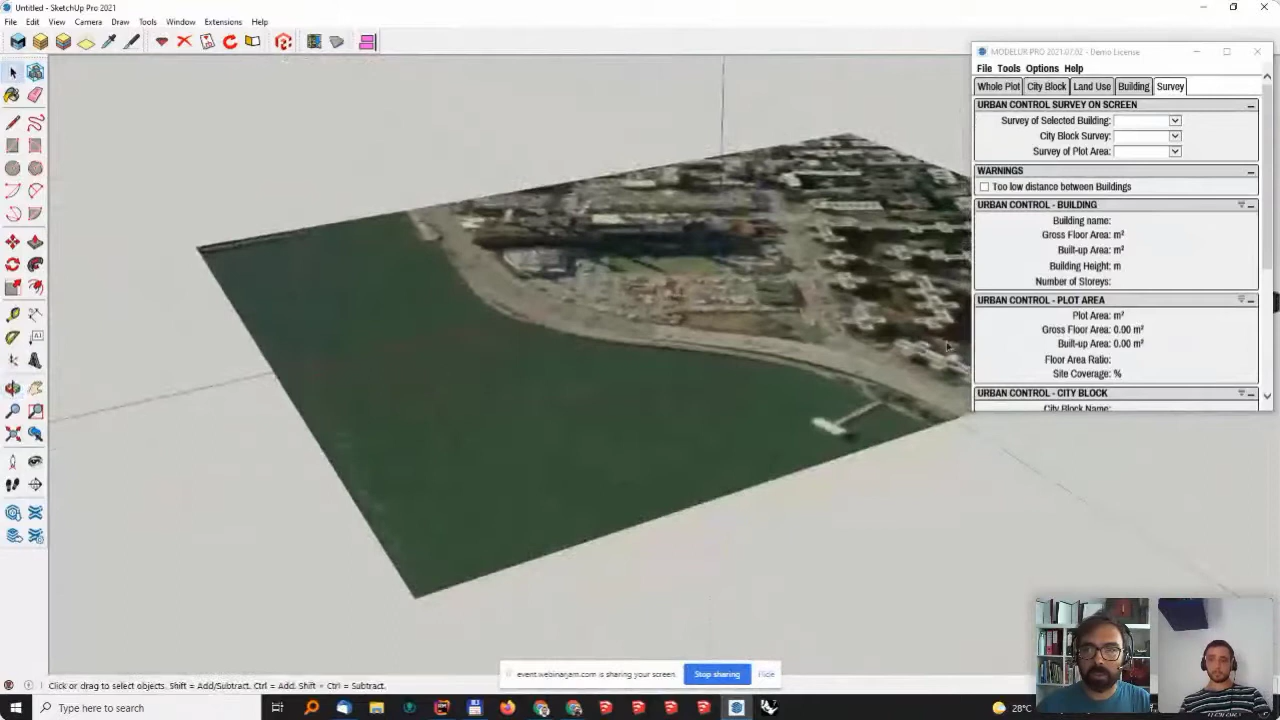 Untitled - SketchUp Pro 2021
File Edit View Camera Draw Tools Window Extensions Help
MODELUR PRO 2021.07.02 - Demo License
File Tools Options Help
Whole Plot City Block Land Use Building Survey
URBAN CONTROL SURVEY ON SCREEN
Survey of Selected Building:
City Block Survey:
Survey of Plot Area:
WARNINGS
Too low distance between Buildings
URBAN CONTROL - BUILDING
Building name:
Gross Floor Area: m²
Built-up Area: m²
Building Height: m
Number of Storeys:
URBAN CONTROL - PLOT AREA
Plot Area: m²
Gross Floor Area: 0.00 m²
Built-up Area: 0.00 m²
Floor Area Ratio:
Site Coverage: %
URBAN CONTROL - CITY BLOCK
City Block Name:
event.webinarjam.com is sharing your screen.
Stop sharing
Hide
Click or drag to select objects. Shift = Add/Subtract. Ctrl = Add. Shift + Ctrl = Subtract.
Type here to search
28°C